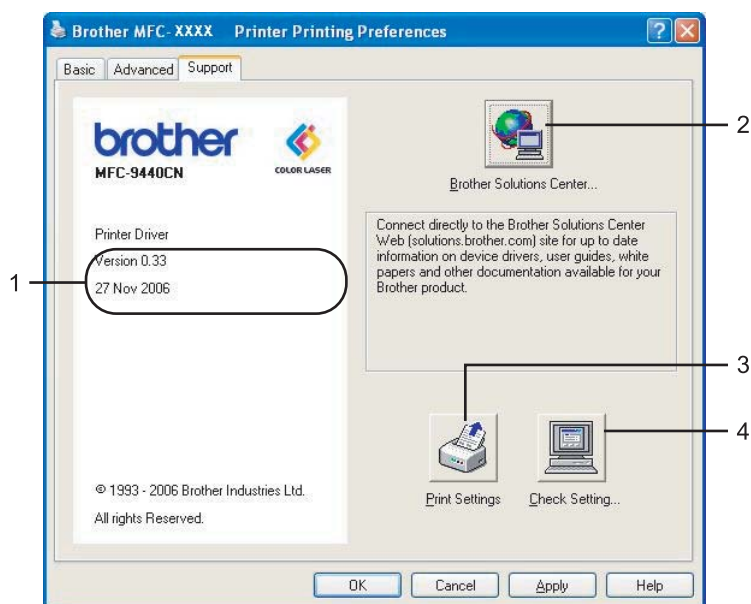 Brother MFC-XXXX Printer Printing Preferences
Basic Advanced Support
brother
MFC-9440CN
COLOR LASER
Printer Driver
Version 0.33
27 Nov 2006
1
© 1993 - 2006 Brother Industries Ltd.
All rights Reserved.
2
Brother Solutions Center...
Connect directly to the Brother Solutions Center
Web (solutions.brother.com) site for up to date
information on device drivers, user guides, white
papers and other documentation available for your
Brother product.
3
4
Print Settings Check Setting...
OK Cancel Apply Help